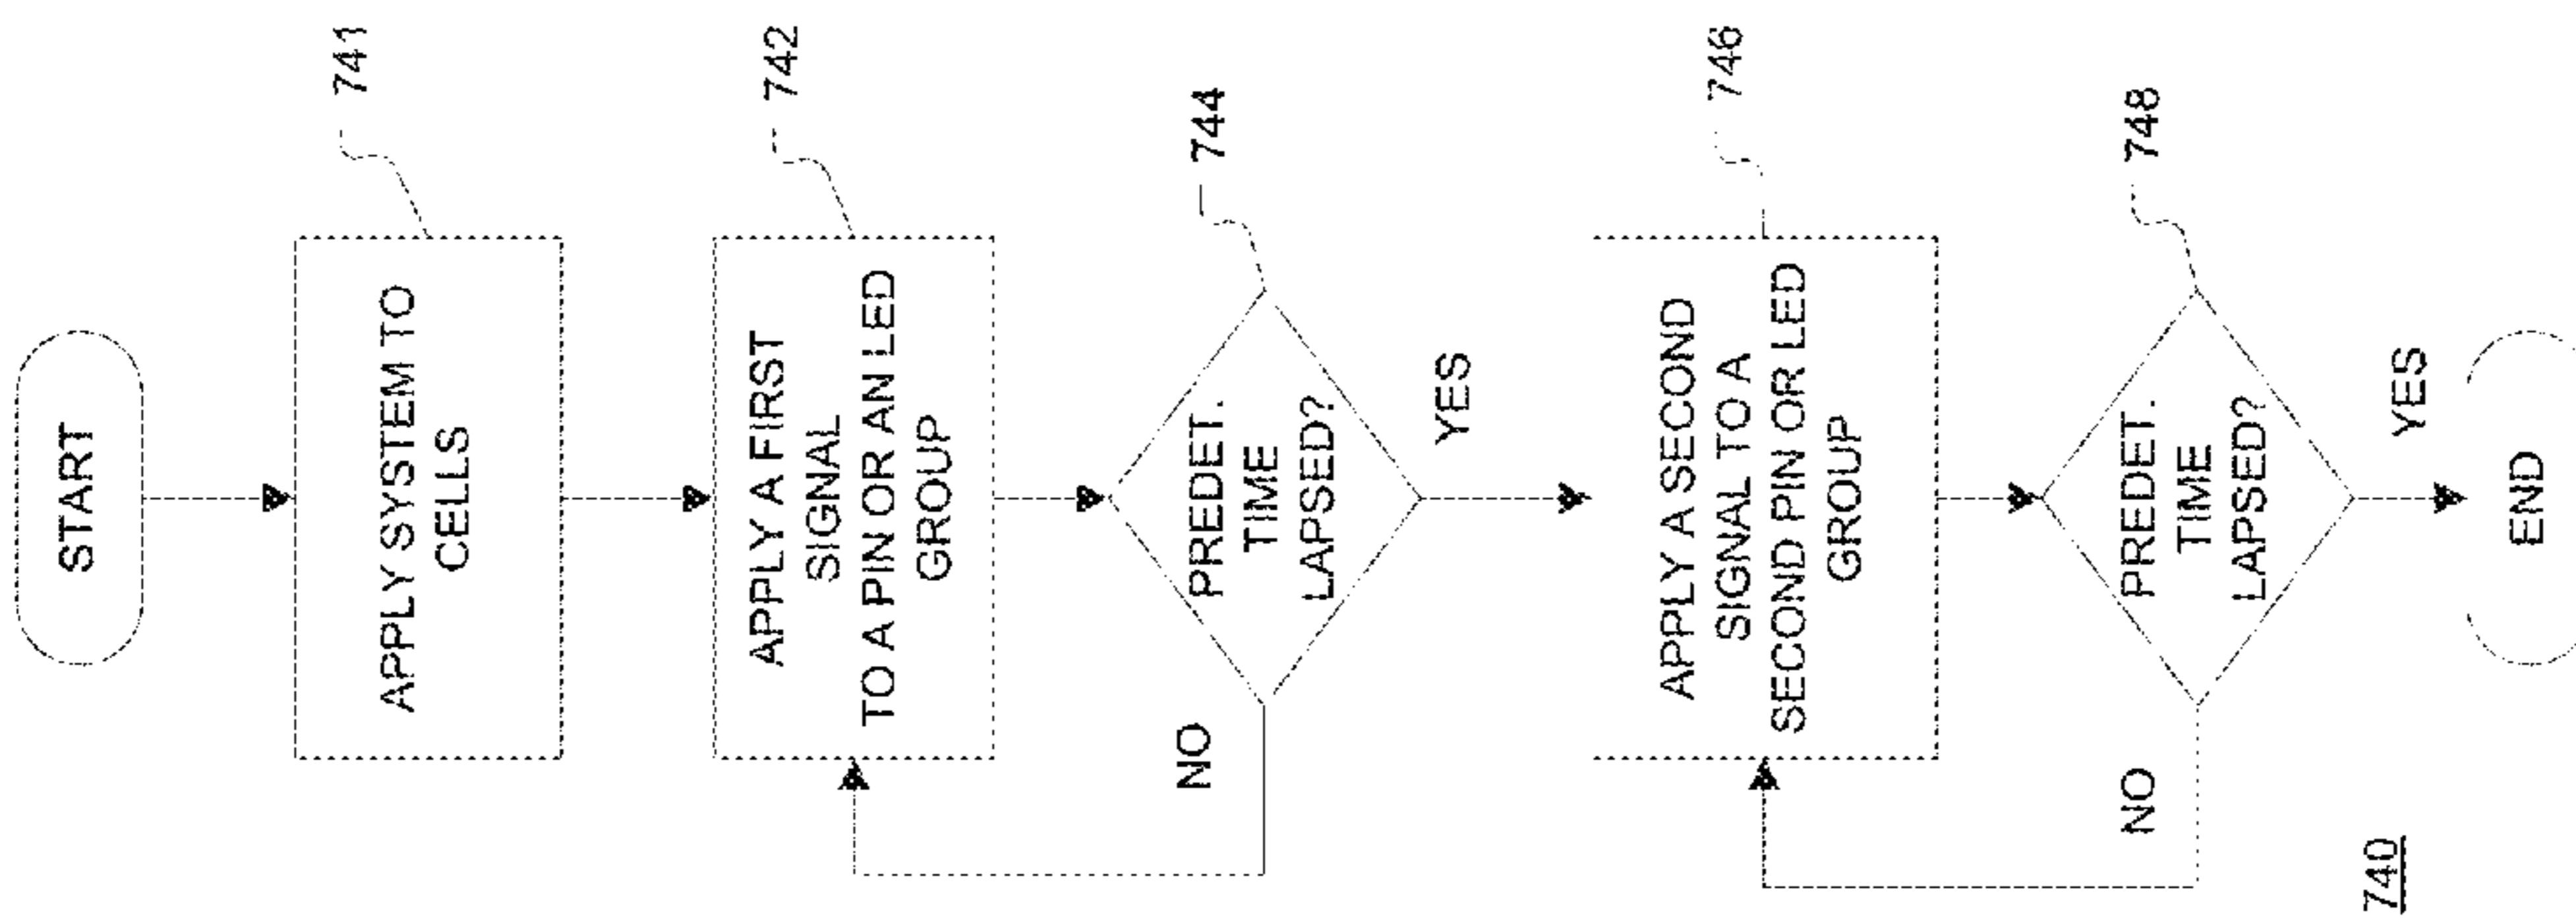 START
APPLY SYSTEM TO
CELLS
741
APPLY A FIRST
SIGNAL
TO A PIN OR AN LED
GROUP
742
PREDET.
TIME
LAPSED?
744
NO
YES
APPLY A SECOND
SIGNAL TO A
SECOND PIN OR LED
GROUP
746
PREDET.
TIME
LAPSED?
748
NO
YES
END
740